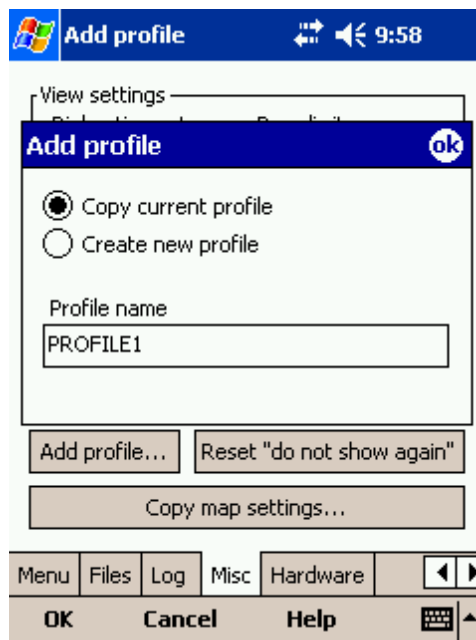 Add profile 9:58
View settings
Add profile ok
Copy current profile
Create new profile
Profile name
PROFILE1
Add profile... Reset "do not show again"
Copy map settings...
Menu Files Log Misc Hardware
OK Cancel Help